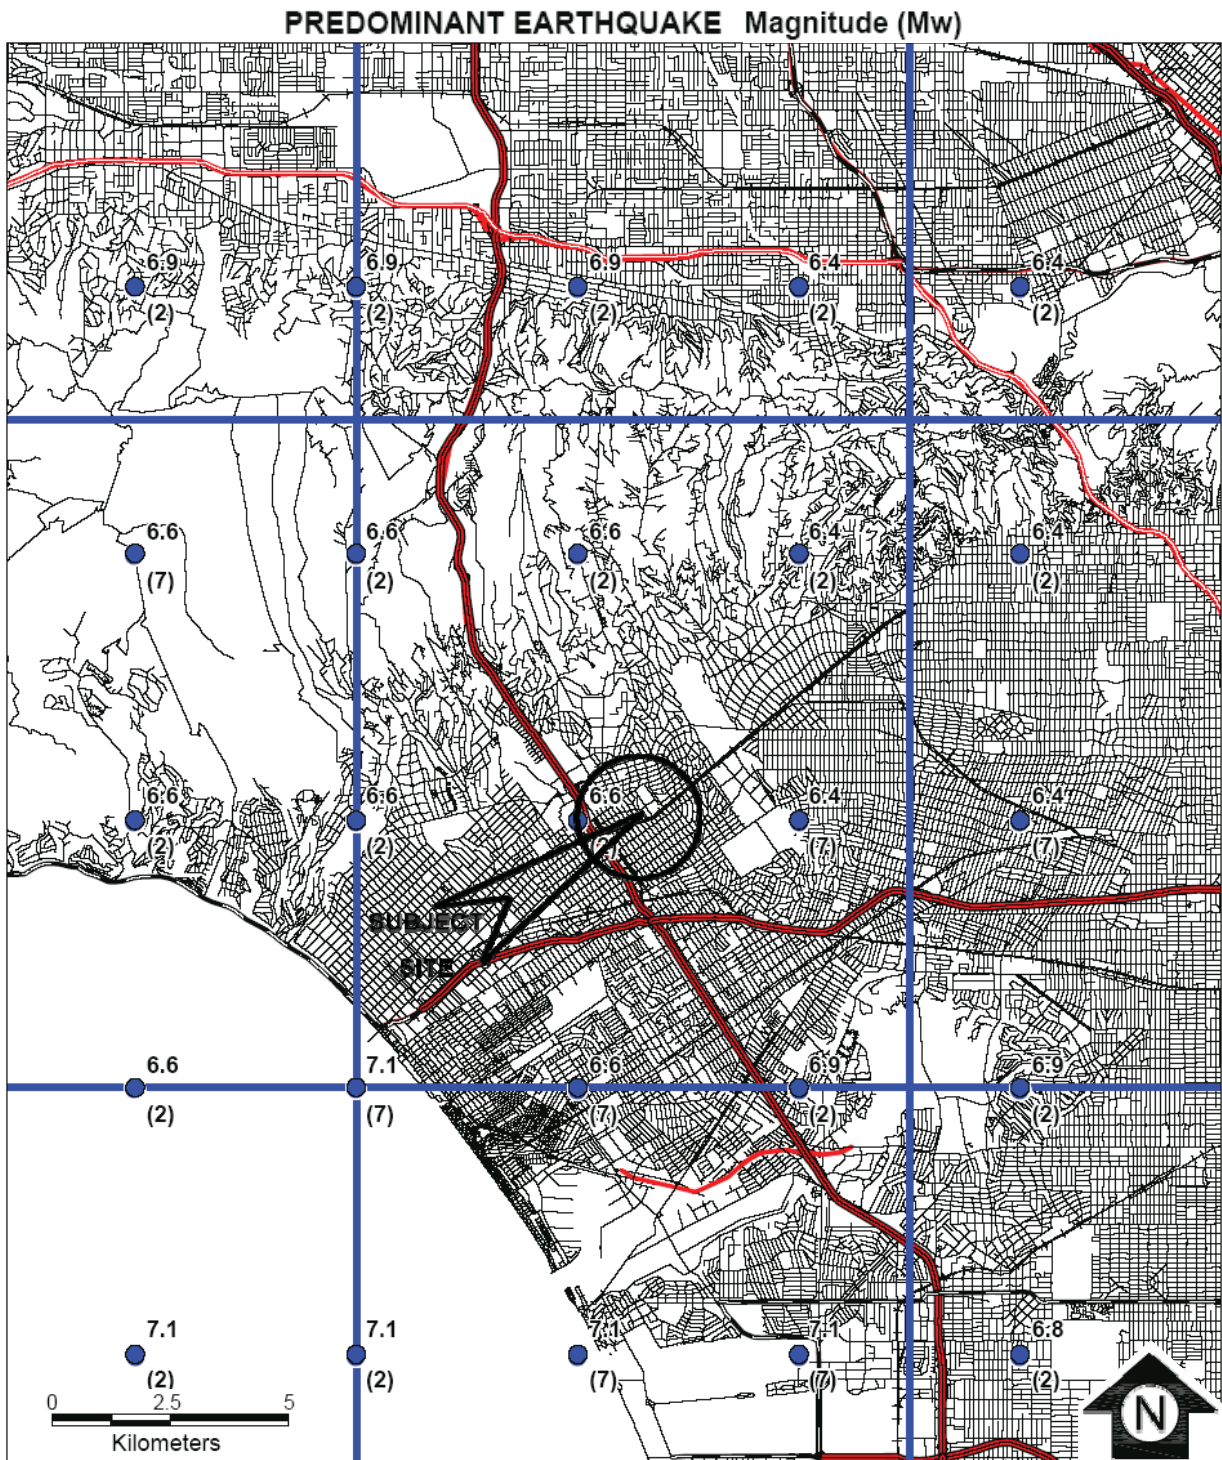 PREDOMINANT EARTHQUAKE Magnitude (Mw)
6.9 6.9 6.9 6.4 6.4
(2) (2) (2) (2) (2)
6.6 6.6 6.6 6.4 6.4
(7) (2) (2) (2) (2)
6.6 6.6 6.6 6.4 6.4
(2) (2) (7) (7)
SUBJECT
SITE
6.6 7.1 6.6 6.9 6.9
(2) (7) (7) (2) (2)
7.1 7.1 7.1 7.1 6.8
(2) (2) (7) (7) (2)
0 2.5 5
Kilometers
N